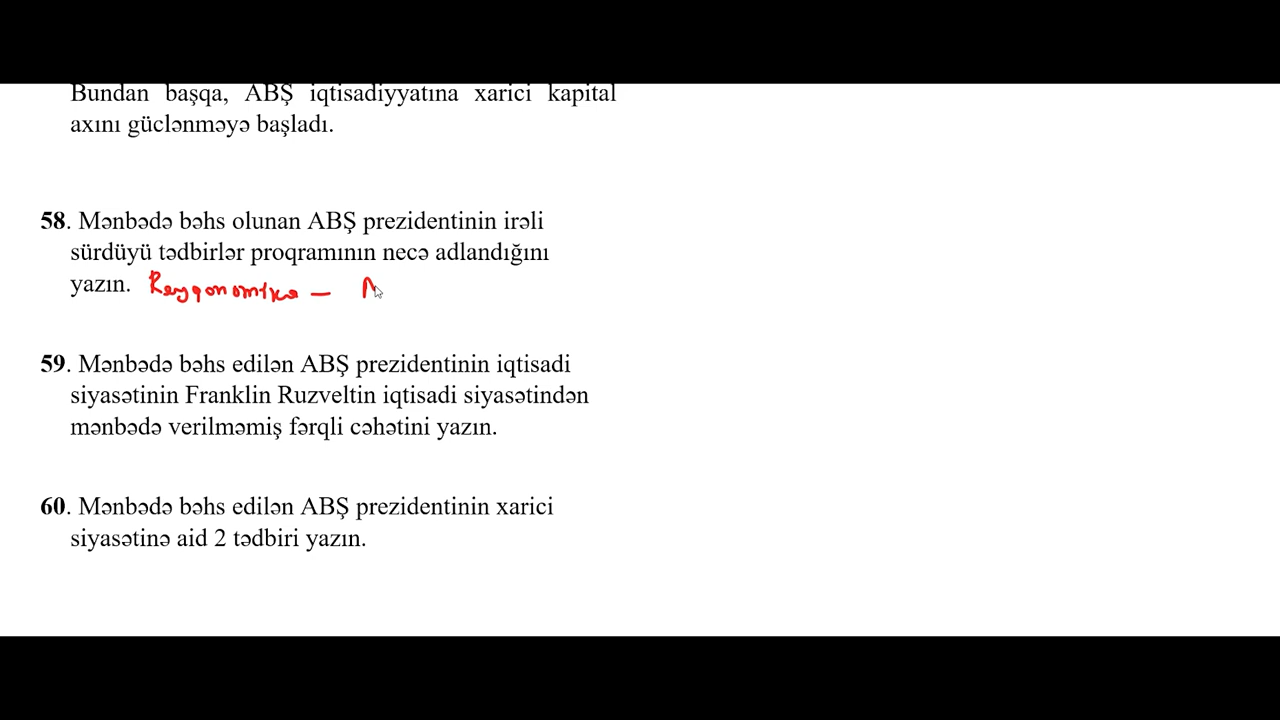 Bundan başqa, ABŞ iqtisadiyyatına xarici kapital
axını güclənməyə başladı.
58. Mənbədə bəhs olunan ABŞ prezidentinin irəli
sürdüyü tədbirlər proqramının necə adlandığını
yazın. Reyqonomika –
59. Mənbədə bəhs edilən ABŞ prezidentinin iqtisadi
siyasətinin Franklin Ruzveltin iqtisadi siyasətindən
mənbədə verilməmiş fərqli cəhətini yazın.
60. Mənbədə bəhs edilən ABŞ prezidentinin xarici
siyasətinə aid 2 tədbiri yazın.